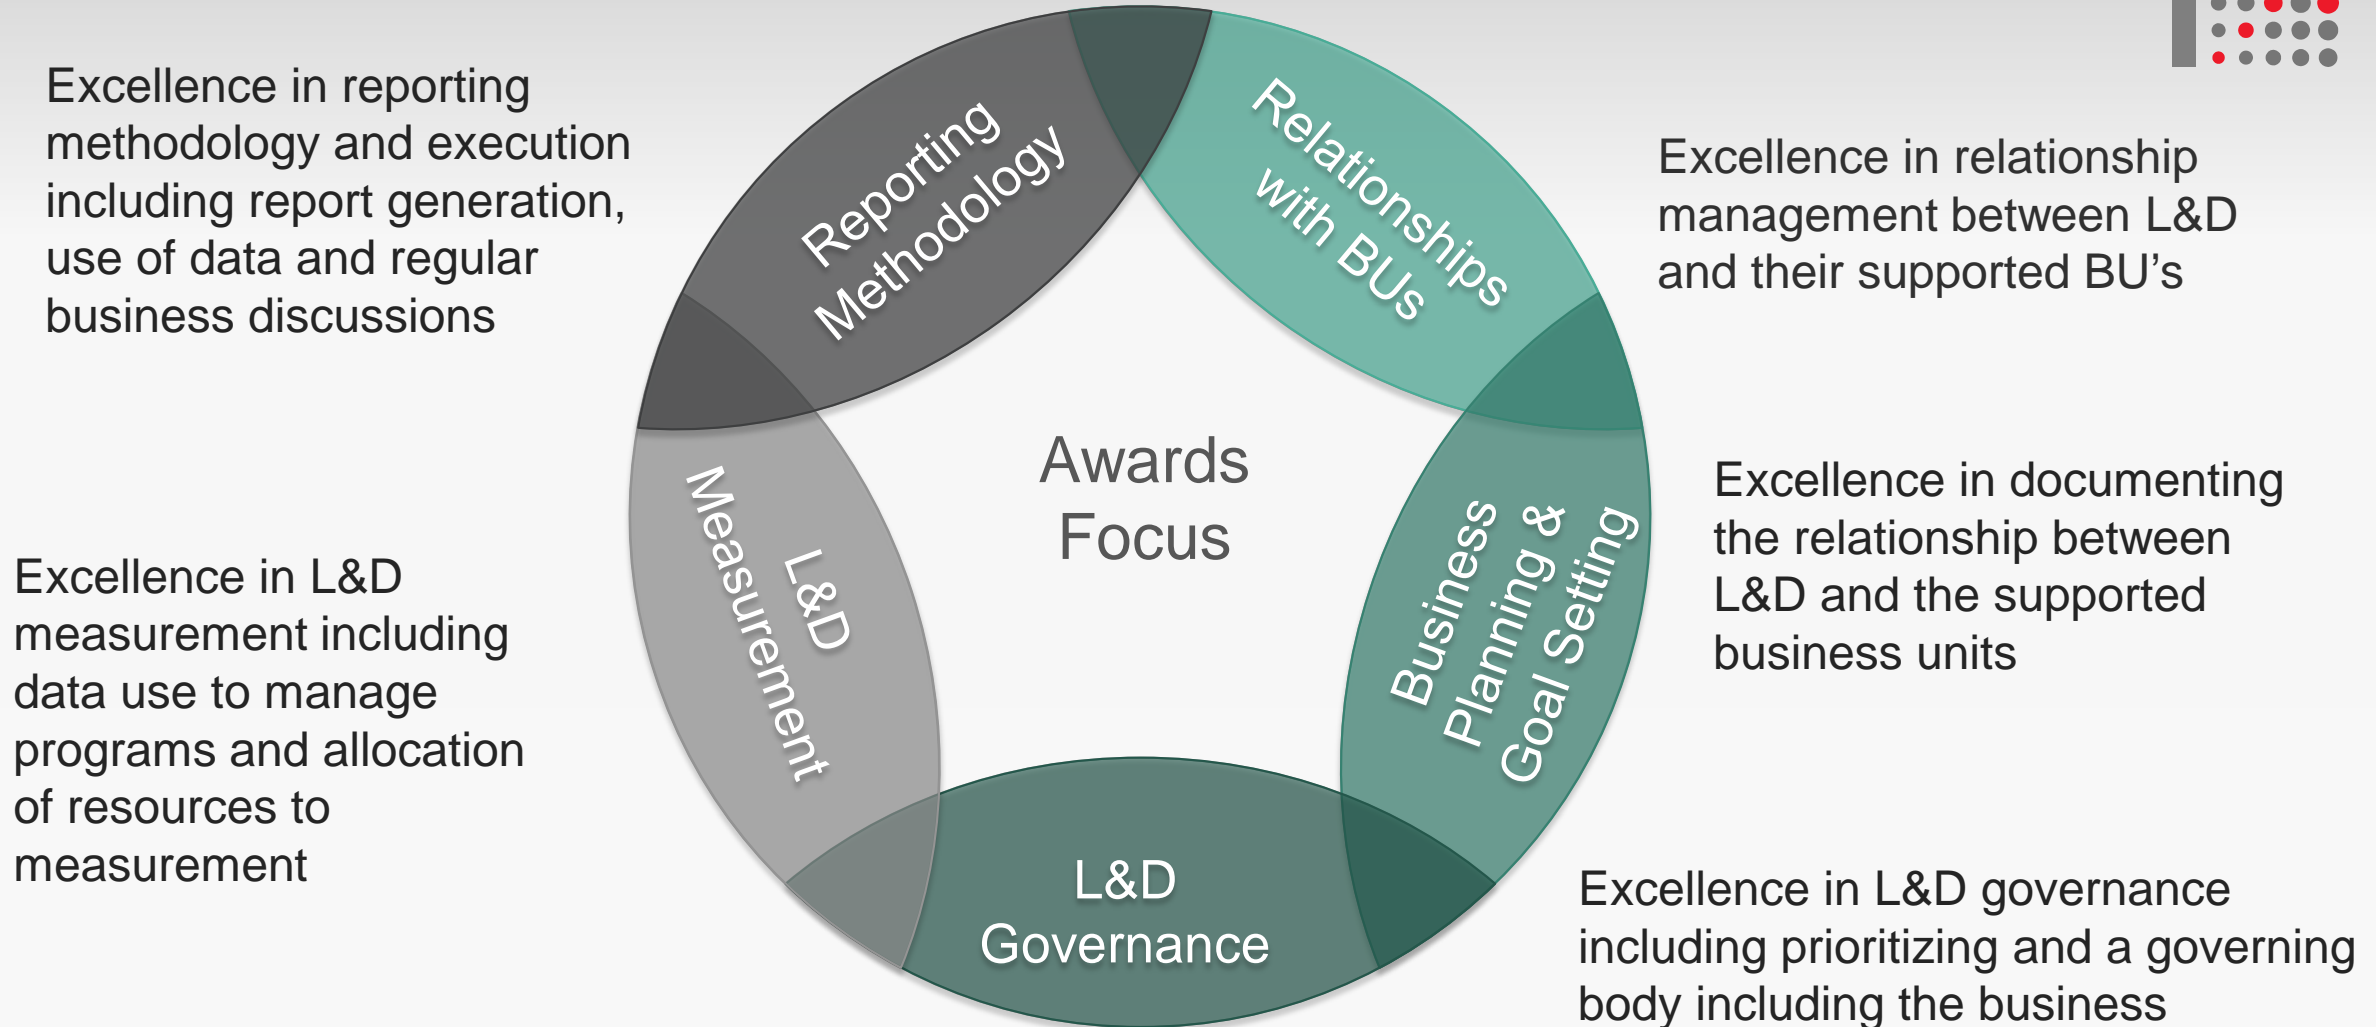 Excellence in reporting
methodology and execution
including report generation,
use of data and regular
business discussions
Reporting
Methodology
Relationships
with BUs
Excellence in relationship
management between L&D
and their supported BU’s
Awards
Focus
Business
Planning &
Goal Setting
Excellence in documenting
the relationship between
L&D and the supported
business units
L&D
Measurement
Excellence in L&D
measurement including
data use to manage
programs and allocation
of resources to
measurement
L&D
Governance
Excellence in L&D governance
including prioritizing and a governing
body including the business